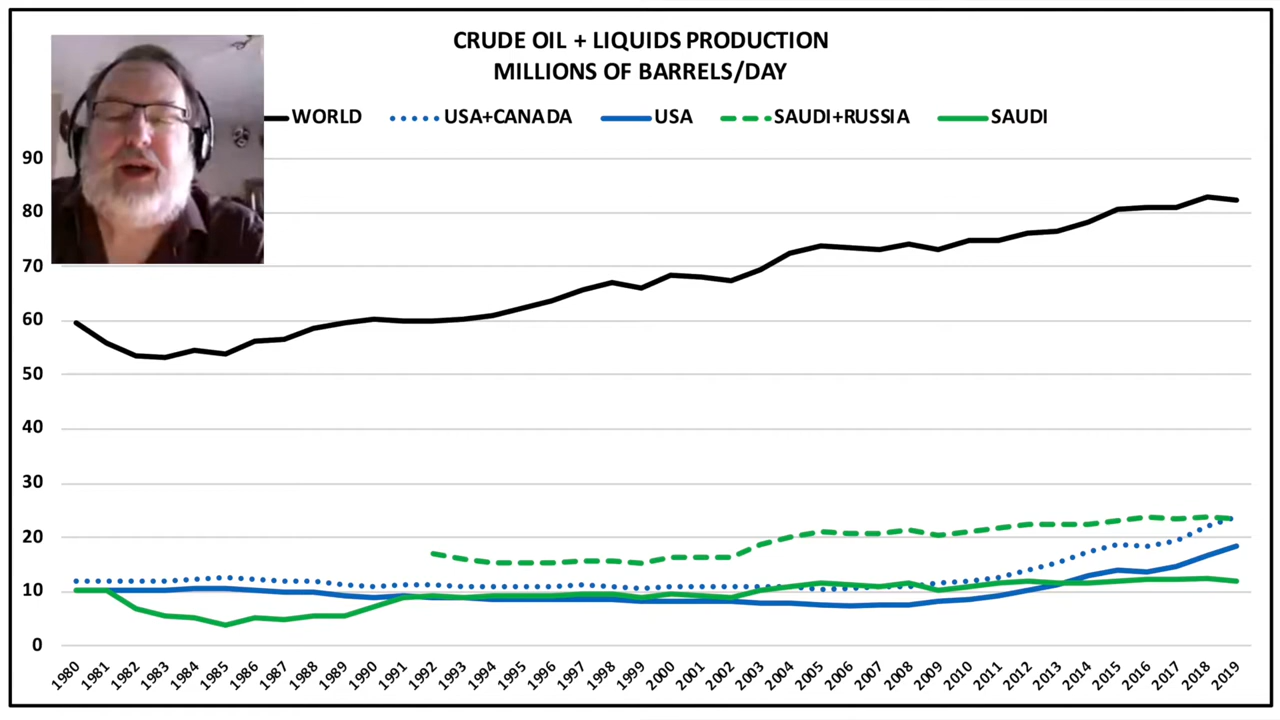 CRUDE OIL + LIQUIDS PRODUCTION
MILLIONS OF BARRELS/DAY
WORLD USA+CANADA USA SAUDI+RUSSIA SAUDI
90
80
70
60
50
40
30
20
10
0
1980 1981 1982 1983 1984 1985 1986 1987 1988 1989 1990 1991 1992 1993 1994 1995 1996 1997 1998 1999 2000 2001 2002 2003 2004 2005 2006 2007 2008 2009 2010 2011 2012 2013 2014 2015 2016 2017 2018 2019